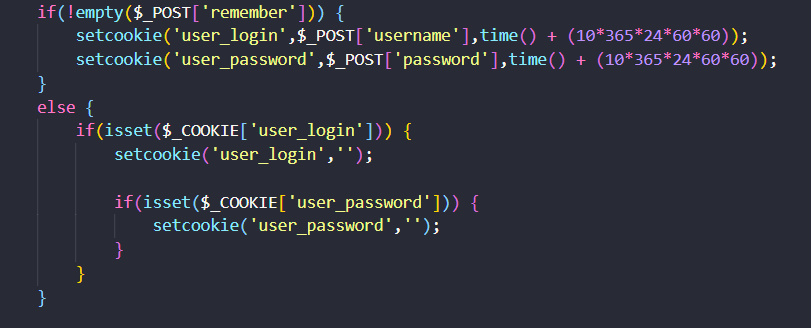 if(!empty($_POST['remember'])) {
setcookie('user_login',$_POST['username'],time() + (10*365*24*60*60));
setcookie('user_password',$_POST['password'],time() + (10*365*24*60*60));
}
else {
if(isset($_COOKIE['user_login'])) {
setcookie('user_login','');
if(isset($_COOKIE['user_password'])) {
setcookie('user_password','');
}
}
}